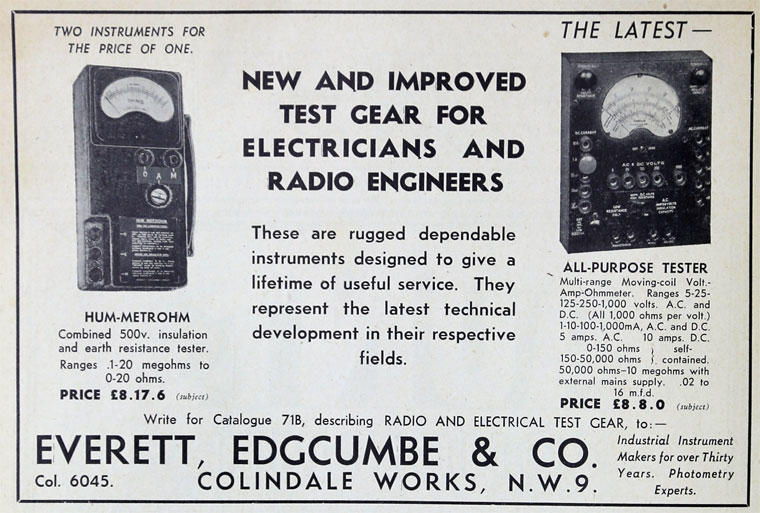 TWO INSTRUMENTS FOR
THE PRICE OF ONE.
HUM-METROHM
Combined 500v. insulation
and earth resistance tester.
Ranges .1-20 megohms to
0-20 ohms.
PRICE £8.17.6 (subject)
NEW AND IMPROVED
TEST GEAR FOR
ELECTRICIANS AND
RADIO ENGINEERS
These are rugged dependable
instruments designed to give a
lifetime of useful service. They
represent the latest technical
development in their respective
fields.
THE LATEST—
A.C & D.C VOLTS
ALL-PURPOSE TESTER
Multi-range Moving-coil Volt-
Amp-Ohmmeter. Ranges 5-25-
125-250-1,000 volts. A.C. and
D.C. (All 1,000 ohms per volt.)
1-10-100-1,000mA, A.C. and D.C.
5 amps. A.C. 10 amps. D.C.
0-150 ohms } self-
150-50,000 ohms } contained.
50,000 ohms–10 megohms with
external mains supply. .02 to
16 m.f.d.
PRICE £8.8.0 (subject)
Write for Catalogue 71B, describing RADIO AND ELECTRICAL TEST GEAR, to:—
EVERETT, EDGCUMBE & CO.
Col. 6045. COLINDALE WORKS, N.W.9.
Industrial Instrument
Makers for over Thirty
Years. Photometry
Experts.